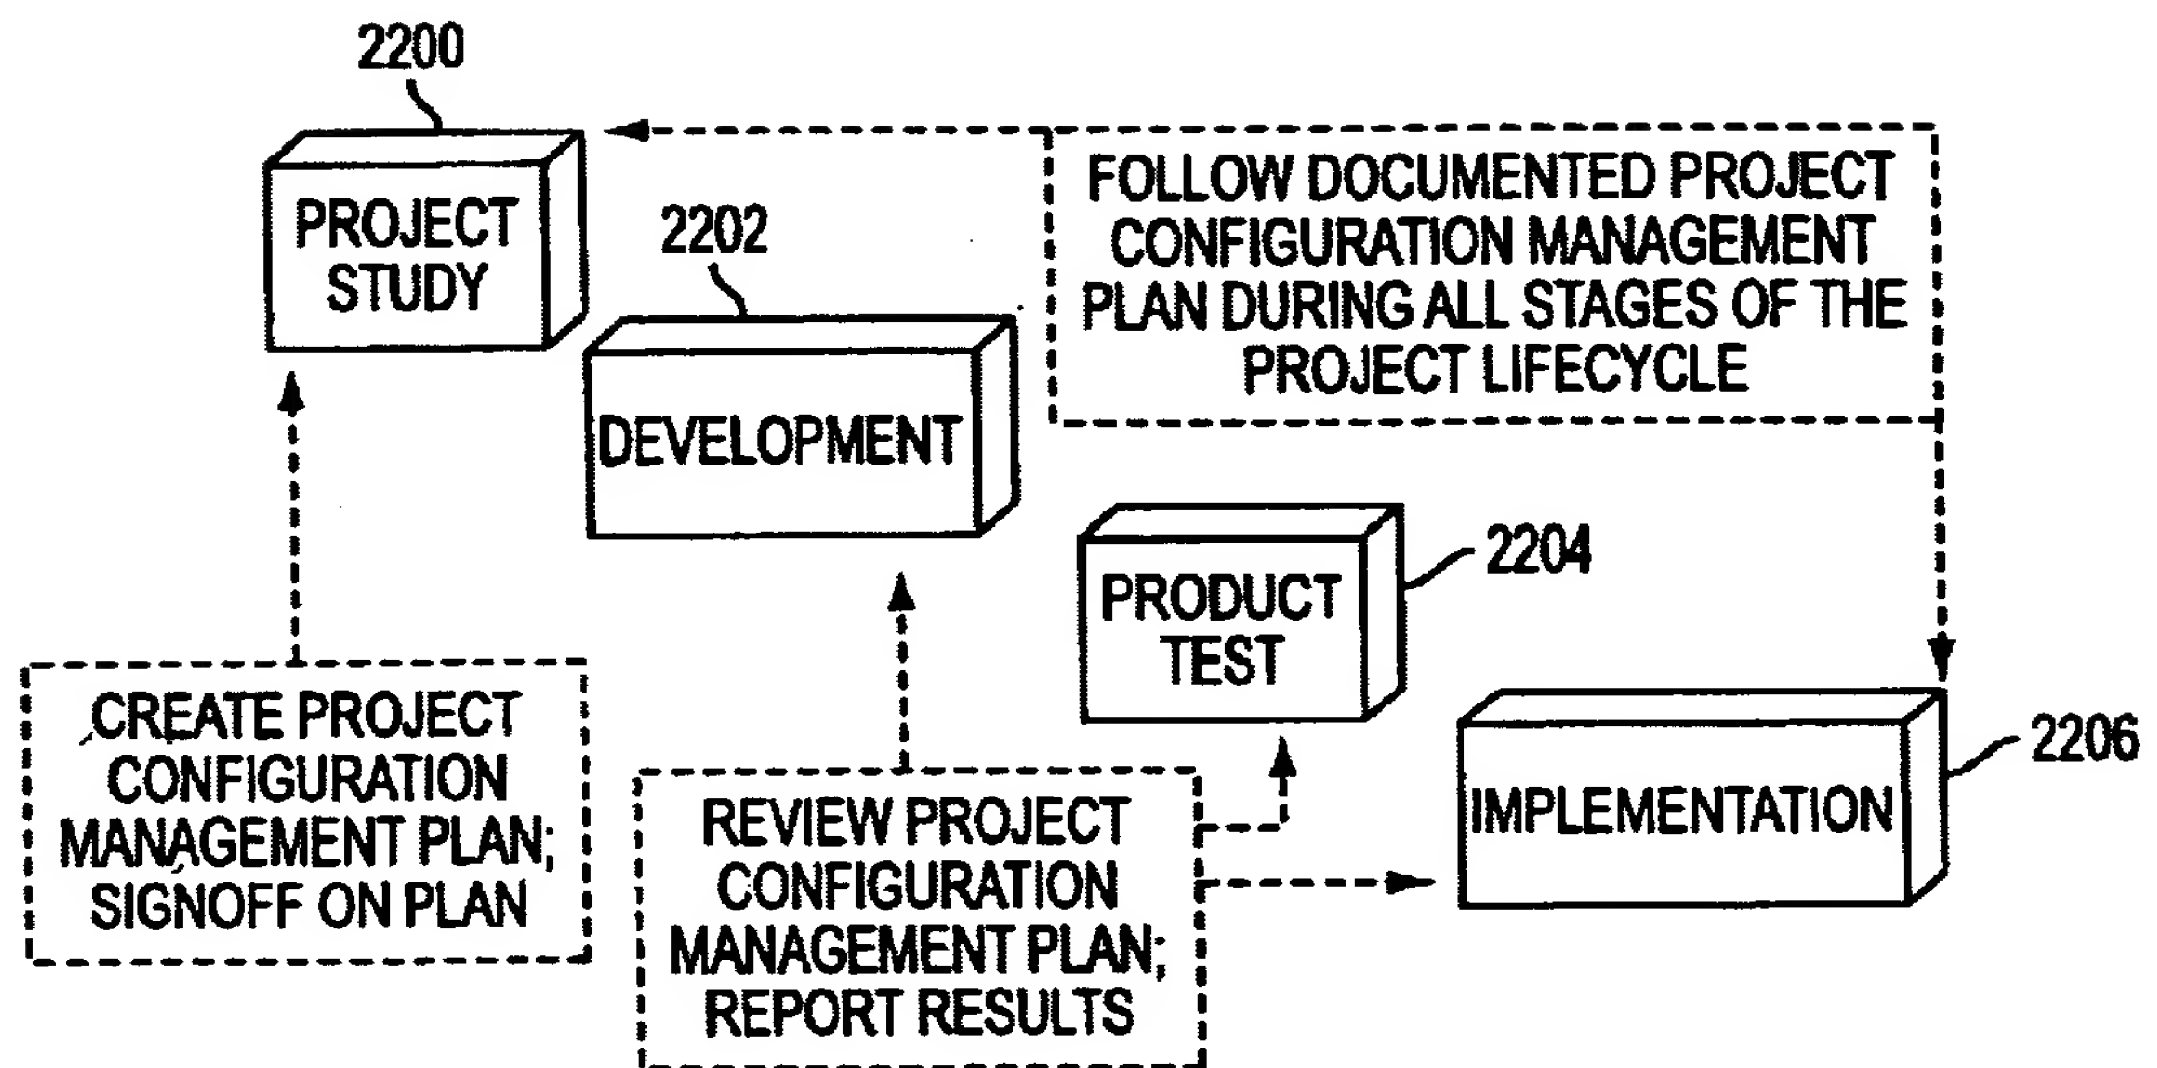 2200
PROJECT
STUDY
2202
DEVELOPMENT
FOLLOW DOCUMENTED PROJECT
CONFIGURATION MANAGEMENT
PLAN DURING ALL STAGES OF THE
PROJECT LIFECYCLE
PRODUCT
TEST
2204
IMPLEMENTATION
2206
CREATE PROJECT
CONFIGURATION
MANAGEMENT PLAN;
SIGNOFF ON PLAN
REVIEW PROJECT
CONFIGURATION
MANAGEMENT PLAN;
REPORT RESULTS